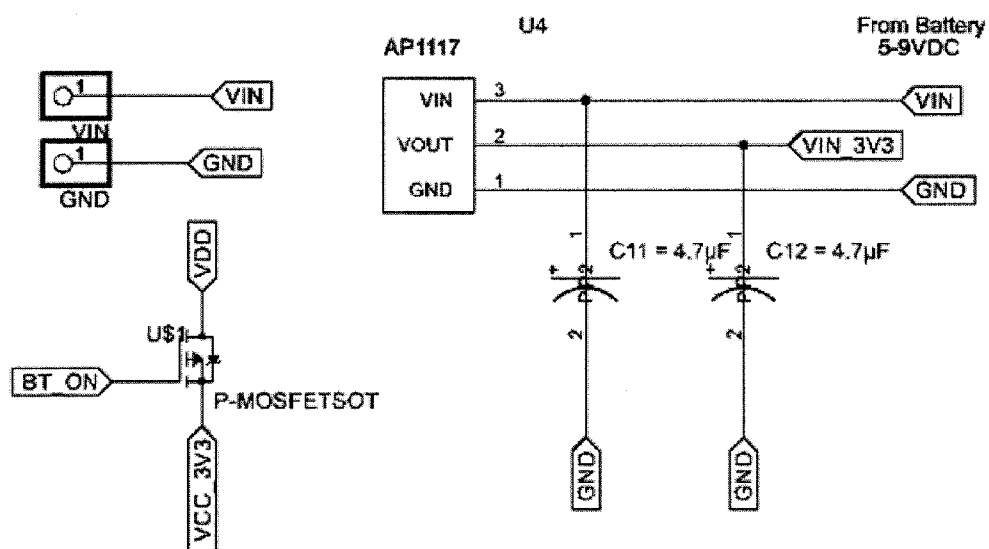 U4
From Battery
5-9VDC
AP1117
1
VIN
VIN
1
GND
GND
VIN
3
VIN
VOUT
2
VIN_3V3
GND
1
GND
VDD
1
C11 = 4.7µF
+
2
2
1
C12 = 4.7µF
+
2
2
U$1
BT_ON
P-MOSFETSOT
VCC_3V3
GND
GND